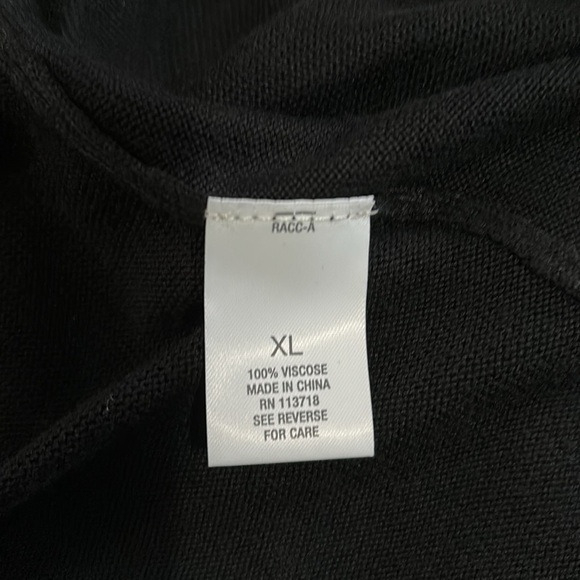 RACC-A
XL
100% VISCOSE
MADE IN CHINA
RN 113718
SEE REVERSE
FOR CARE